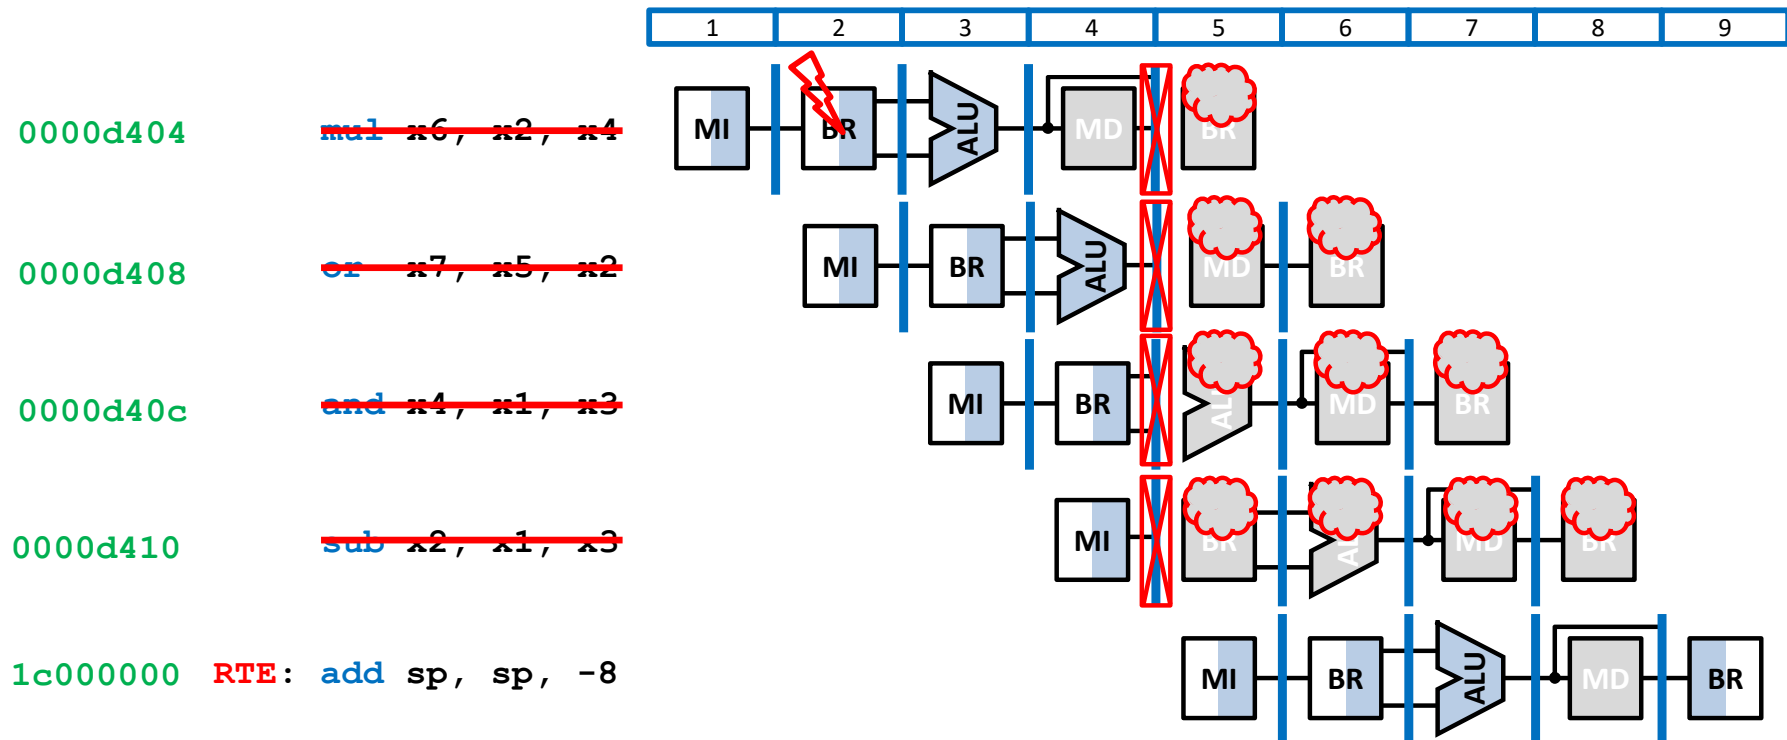 1 2 3 4 5 6 7 8 9
0000d404 mul x6, x2, x4 MI BR ALU MD BR
0000d408 or x7, x5, x2 MI BR ALU MD BR
0000d40c and x4, x1, x3 MI BR ALU MD BR
0000d410 sub x2, x1, x3 MI BR ALU MD BR
1c000000 RTE: add sp, sp, -8 MI BR ALU MD BR